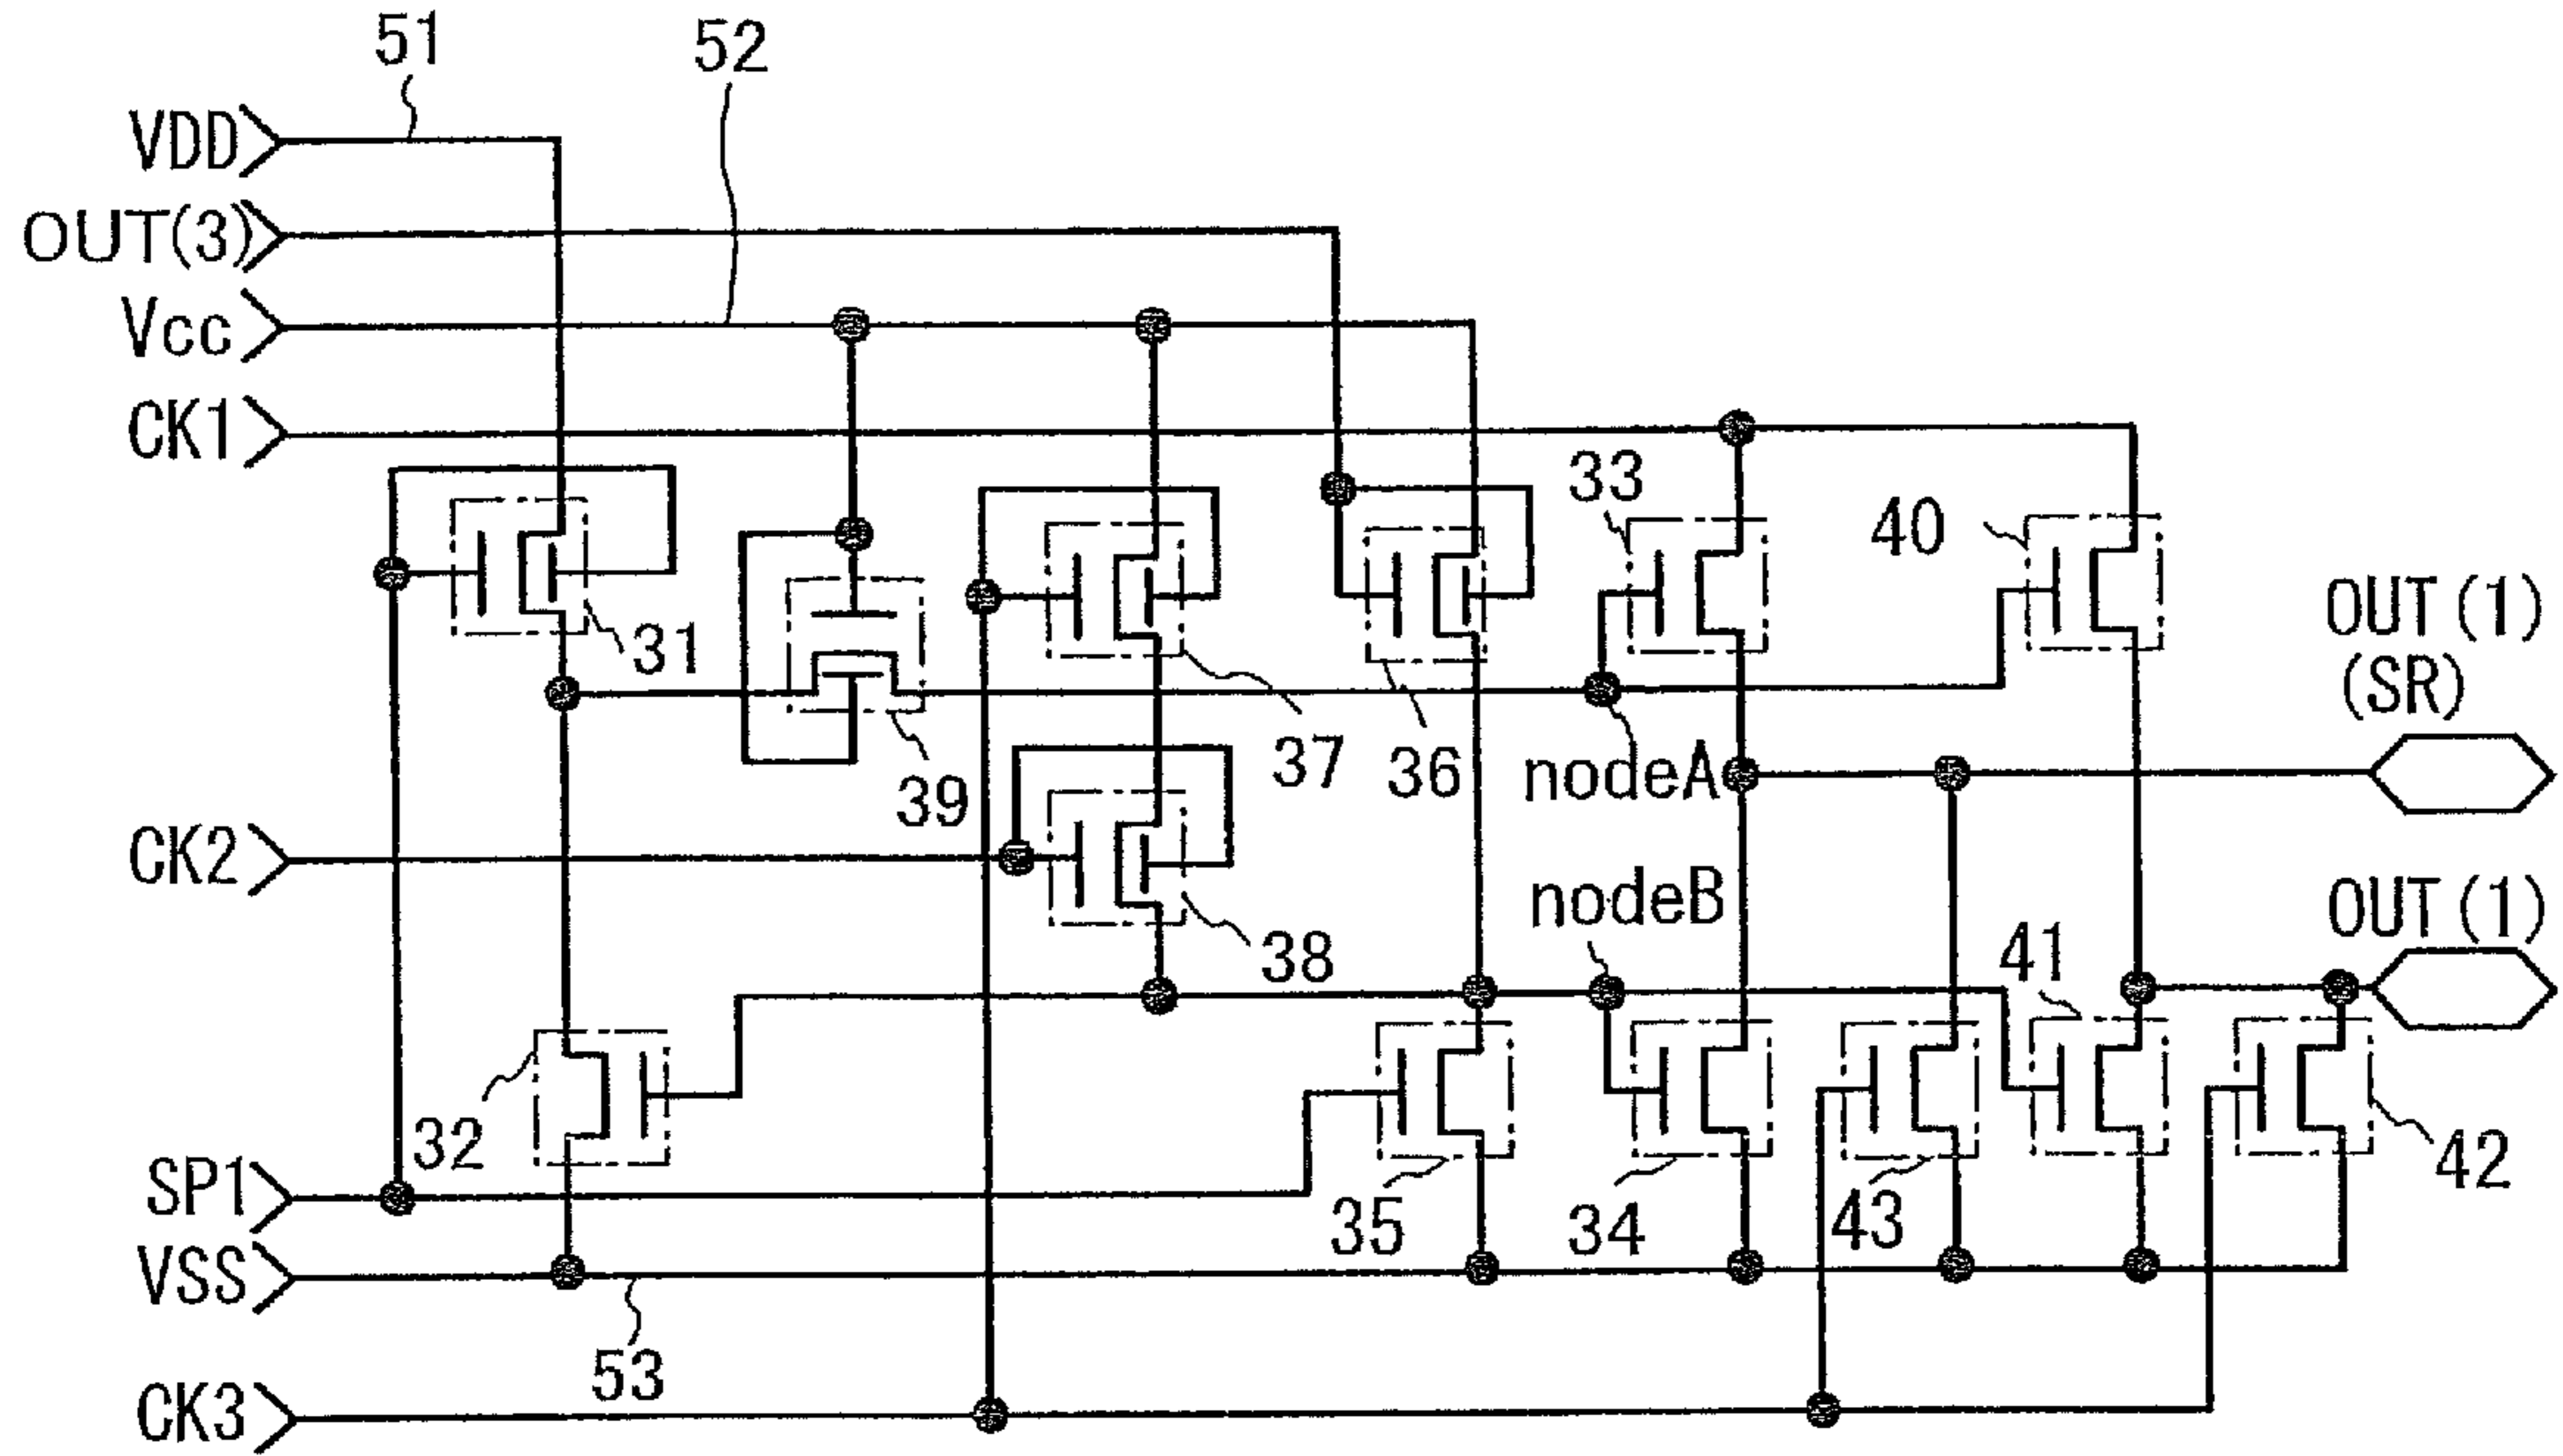 51
52
VDD
OUT(3)
Vcc
CK1
33
40
31
OUT(1)
(SR)
37
36
nodeA
39
CK2
nodeB
OUT(1)
38
41
32
SP1
35
34
43
42
VSS
53
CK3